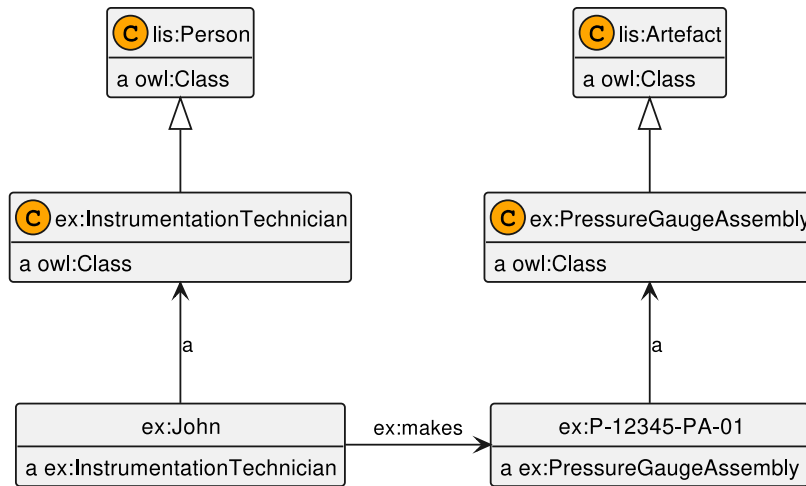 C lis:Person
a owl:Class
C lis:Artefact
a owl:Class
C ex:InstrumentationTechnician
a owl:Class
C ex:PressureGaugeAssembly
a owl:Class
a
a
ex:John
a ex:InstrumentationTechnician
ex:makes
ex:P-12345-PA-01
a ex:PressureGaugeAssembly